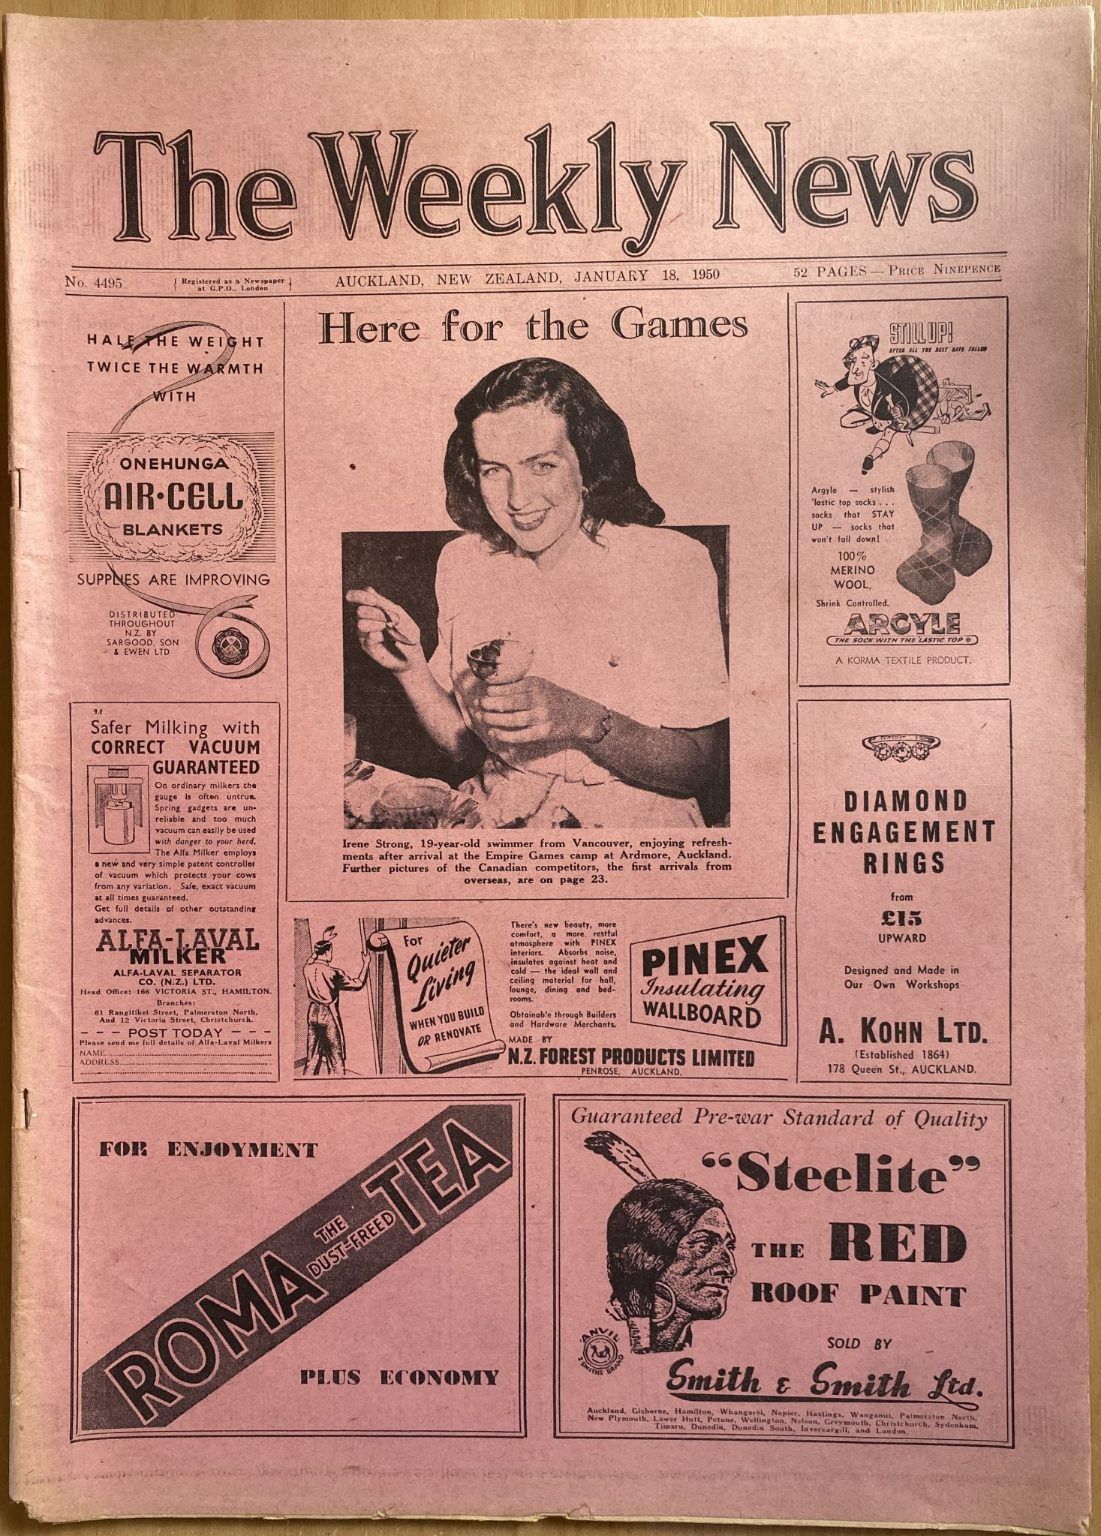 The Weekly News
No. 4495
Registered as a Newspaper
at G.P.O., London
AUCKLAND, NEW ZEALAND, JANUARY 18, 1950
52 PAGES — PRICE NINEPENCE
HALF THE WEIGHT
TWICE THE WARMTH
WITH
ONEHUNGA
AIR·CELL
BLANKETS
SUPPLIES ARE IMPROVING
DISTRIBUTED
THROUGHOUT
N.Z. BY
SARGOOD, SON
& EWEN LTD
9.1
Safer Milking with
CORRECT VACUUM
GUARANTEED
On ordinary milkers the
gauge is often untrue.
Spring gadgets are un-
reliable and too much
vacuum can easily be used
with danger to your herd.
The Alfa Milker employs
a new and very simple patent controller
of vacuum which protects your cows
from any variation. Safe, exact vacuum
at all times guaranteed.
Get full details of other outstanding
advances.
ALFA-LAVAL
MILKER
ALFA-LAVAL SEPARATOR
CO. (N.Z.) LTD.
Head Office: 166 VICTORIA ST., HAMILTON.
Branches:
61 Rangitikei Street, Palmerston North,
And 12 Victoria Street, Christchurch.
— — POST TODAY — —
Please send me full details of Alfa-Laval Milkers
NAME
ADDRESS
Here for the Games
Irene Strong, 19-year-old swimmer from Vancouver, enjoying refresh-
ments after arrival at the Empire Games camp at Ardmore, Auckland.
Further pictures of the Canadian competitors, the first arrivals from
overseas, are on page 23.
For
Quieter
Living
WHEN YOU BUILD
OR RENOVATE
There's new beauty, more
comfort, a more restful
atmosphere with PINEX
interiors. Absorbs noise,
insulates against heat and
cold — the ideal wall and
ceiling material for hall,
lounge, dining and bed-
rooms.
Obtainable through Builders
and Hardware Merchants.
PINEX
Insulating
WALLBOARD
MADE BY
N.Z. FOREST PRODUCTS LIMITED
PENROSE, AUCKLAND.
STILL UP!
AFTER ALL THE REST HAVE FALLEN
Argyle — stylish
'lastic top socks . . .
socks that STAY
UP — socks that
won't fall down!
100%
MERINO
WOOL.
Shrink Controlled.
ARGYLE
THE SOCK WITH THE 'LASTIC TOP
A KORMA TEXTILE PRODUCT.
DIAMOND
ENGAGEMENT
RINGS
from
£15
UPWARD
Designed and Made in
Our Own Workshops
A. KOHN LTD.
(Established 1864)
178 Queen St., AUCKLAND.
FOR ENJOYMENT
ROMA THE DUST-FREED TEA
PLUS ECONOMY
Guaranteed Pre-war Standard of Quality
"Steelite"
THE RED
ROOF PAINT
ANVIL
BRAND
SOLD BY
Smith & Smith Ltd.
Auckland, Gisborne, Hamilton, Whangarei, Napier, Hastings, Wanganui, Palmerston North,
New Plymouth, Lower Hutt, Petone, Wellington, Nelson, Greymouth, Christchurch, Sydenham,
Timaru, Dunedin, Dunedin South, Invercargill, and London.